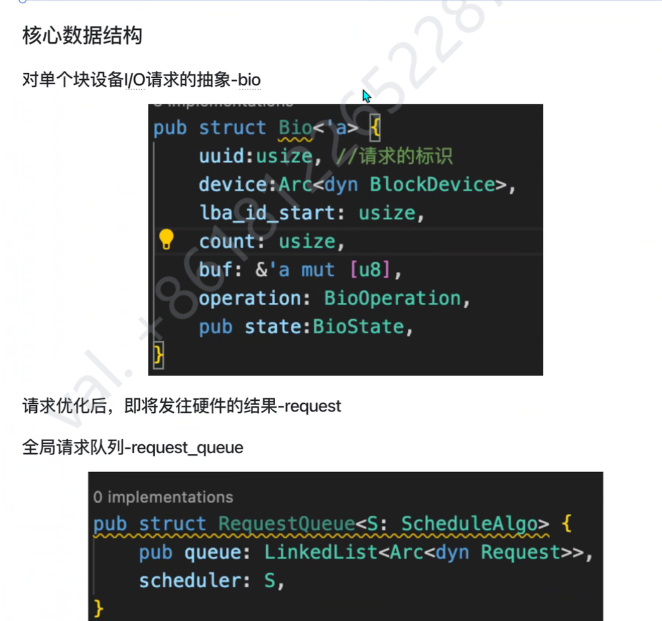 核心数据结构
对单个块设备I/O请求的抽象-bio
0 implementations
pub struct Bio<'a> {
uuid:usize, //请求的标识
device:Arc<dyn BlockDevice>,
lba_id_start: usize,
count: usize,
buf: &'a mut [u8],
operation: BioOperation,
pub state:BioState,
}
请求优化后，即将发往硬件的结果-request
全局请求队列-request_queue
0 implementations
pub struct RequestQueue<S: ScheduleAlgo> {
pub queue: LinkedList<Arc<dyn Request>>,
scheduler: S,
}